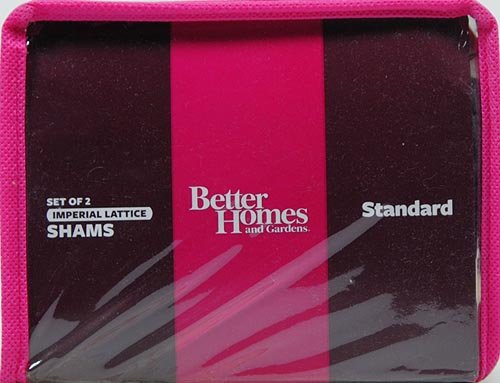 SET OF 2
IMPERIAL LATTICE
SHAMS
Better
Homes
and Gardens®
Standard